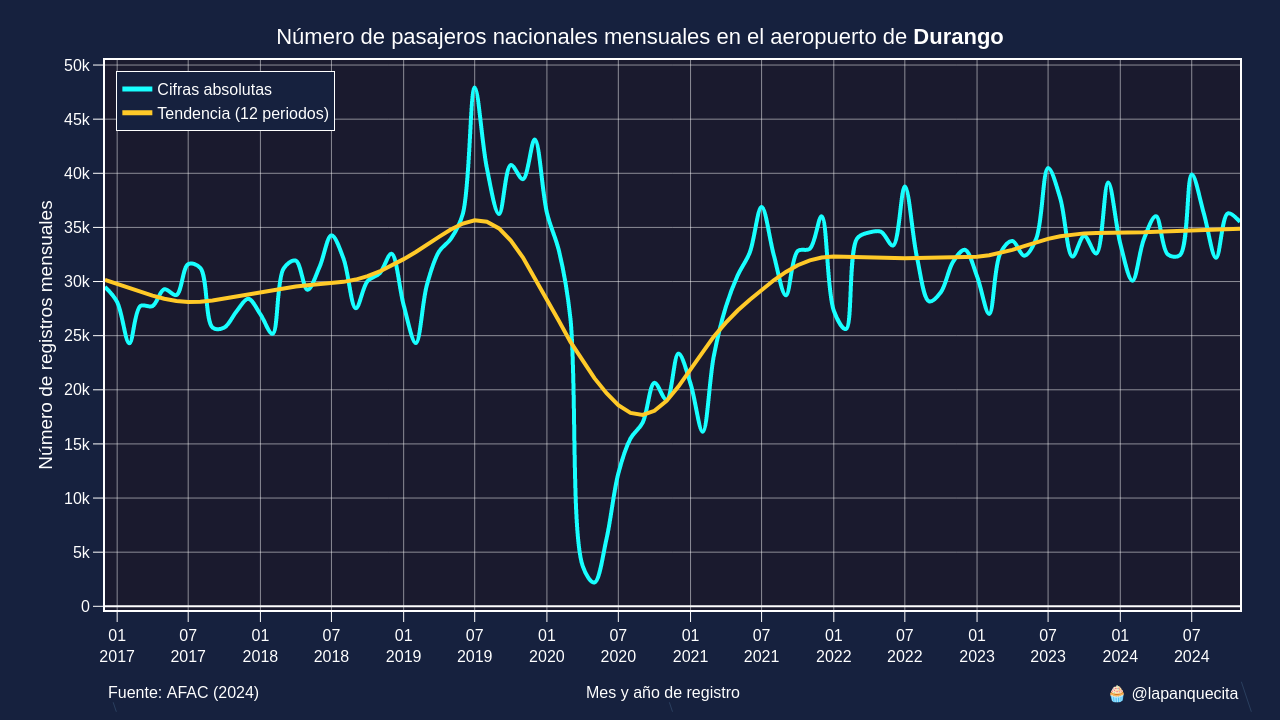 Número de pasajeros nacionales mensuales en el aeropuerto de Durango
Cifras absolutas
Tendencia (12 periodos)
Número de registros mensuales
50k
45k
40k
35k
30k
25k
20k
15k
10k
5k
0
01 07 01 07 01 07 01 07 01 07 01 07 01 07 01 07
2017 2017 2018 2018 2019 2019 2020 2020 2021 2021 2022 2022 2023 2023 2024 2024
Fuente: AFAC (2024)
Mes y año de registro
🧁 @lapanquecita